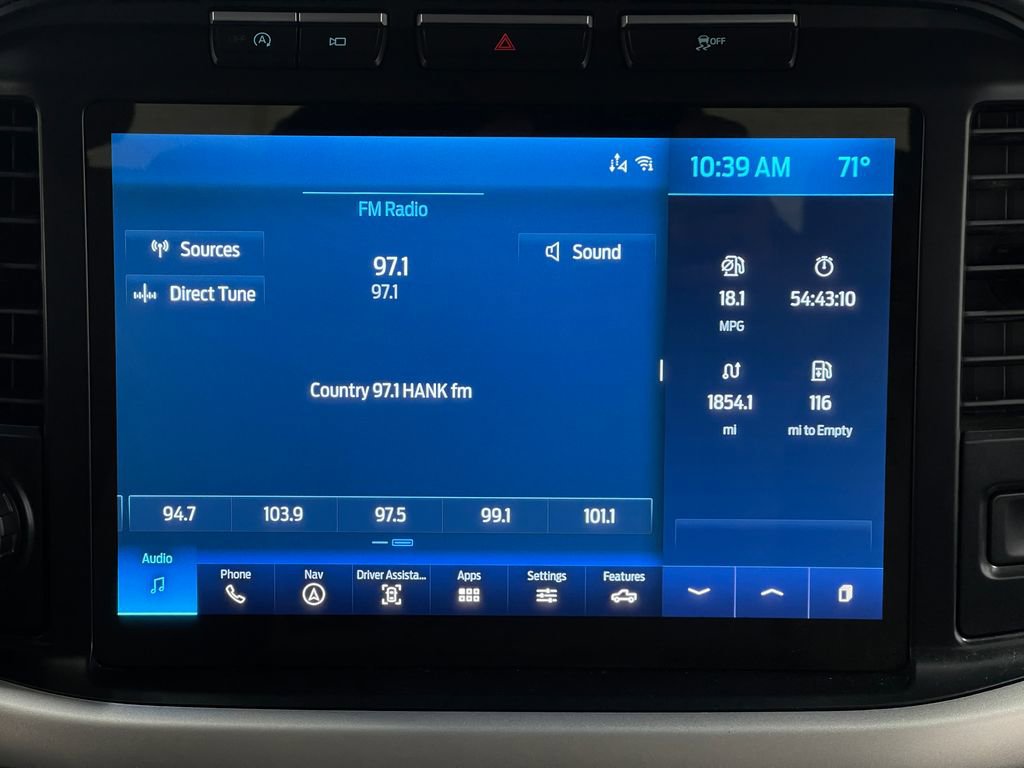 OFF
10:39 AM 71°
FM Radio
Sources
Sound
97.1
97.1
Direct Tune
18.1
MPG
54:43:10
Country 97.1 HANK fm
1854.1
mi
116
mi to Empty
94.7 103.9 97.5 99.1 101.1
Audio Phone Nav Driver Assista... Apps Settings Features